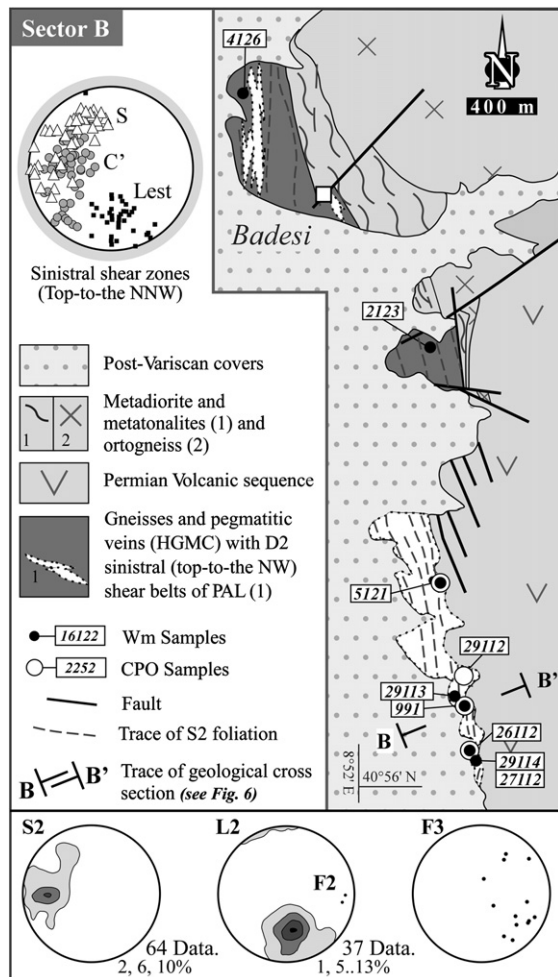 Sector B
4126
N
400 m
S
C'
Lest
Badesi
Sinistral shear zones
(Top-to-the NNW)
2123
Post-Variscan covers
1
2
Metadiorite and
metatonalites (1) and
ortogneiss (2)
Permian Volcanic sequence
1
Gneisses and pegmatitic
veins (HGMC) with D2
sinistral (top-to-the NW)
shear belts of PAL (1)
5121
16122
Wm Samples
29112
2252
CPO Samples
29113
B'
991
Fault
26112
B
Trace of S2 foliation
29114
27112
8°52' E
40°56' N
B
B'
Trace of geological cross
section (see Fig. 6)
S2
L2
F3
F2
64 Data.
2, 6, 10%
37 Data.
1, 5..13%